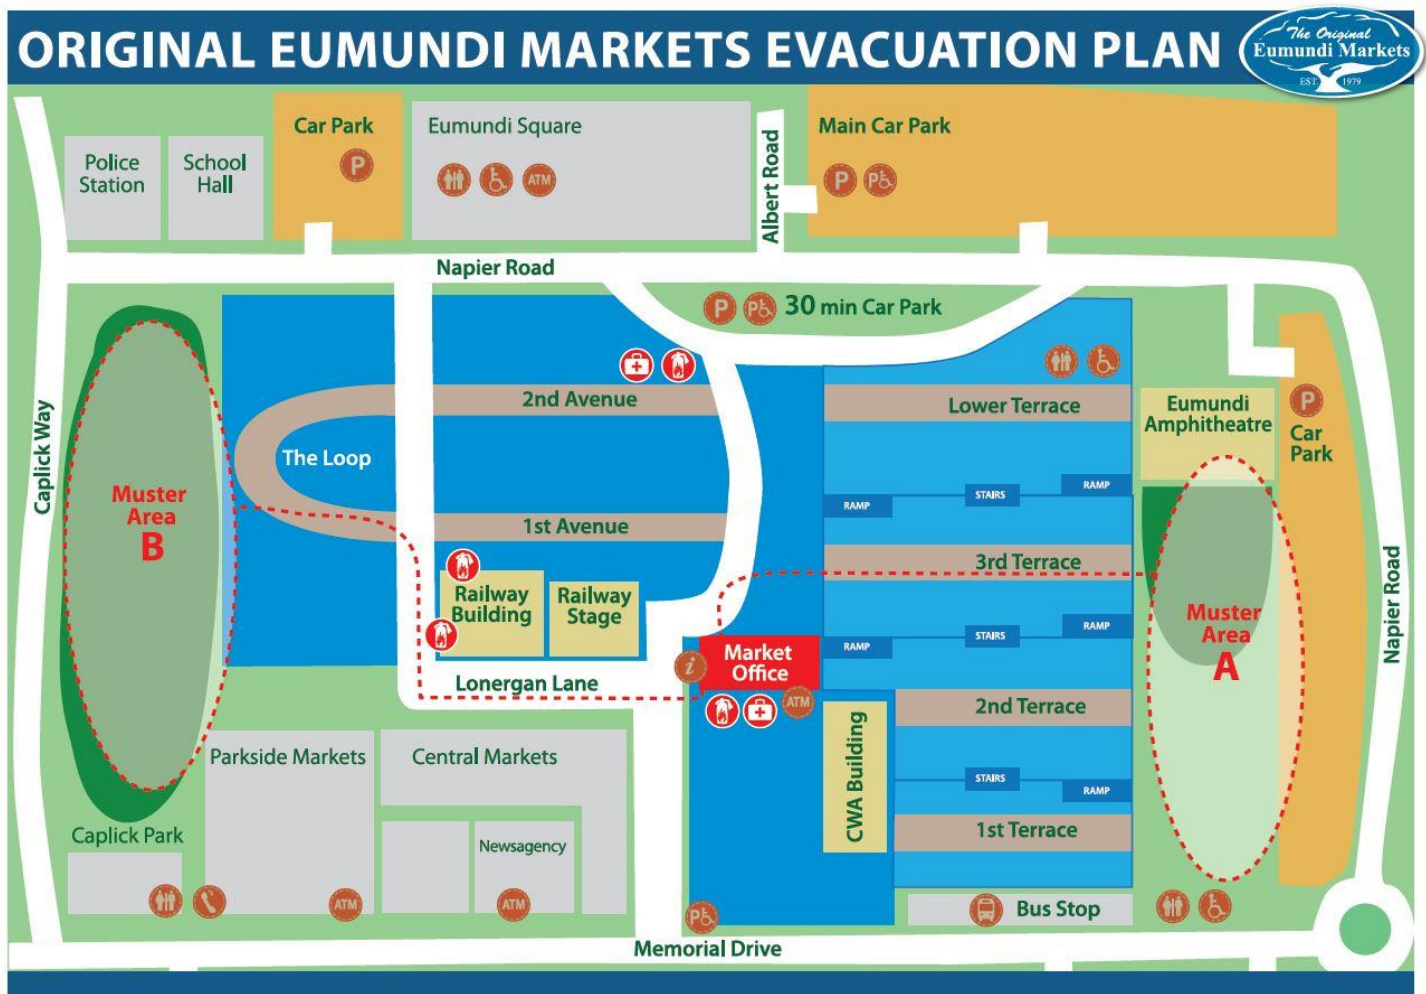 ORIGINAL EUMUNDI MARKETS EVACUATION PLAN
The Original
Eumundi Markets
EST. 1979
Police
Station
School
Hall
Car Park
P
Eumundi Square
ATM
Albert Road
Main Car Park
P
P
Napier Road
P
P
30 min Car Park
Caplick Way
2nd Avenue
The Loop
1st Avenue
Lower Terrace
Eumundi
Amphitheatre
P
Car
Park
Muster
Area
B
RAMP
STAIRS
RAMP
3rd Terrace
Railway
Building
Railway
Stage
Napier Road
Muster
Area
A
Market
Office
i
ATM
RAMP
STAIRS
RAMP
Lonergan Lane
2nd Terrace
CWA Building
STAIRS
RAMP
1st Terrace
Parkside Markets
Central Markets
Caplick Park
Newsagency
ATM
ATM
P
Bus Stop
Memorial Drive